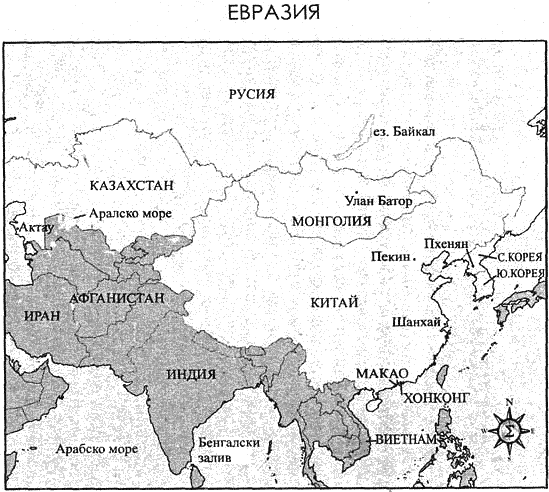 ЕВРАЗИЯ
РУСИЯ
ез. Байкал
КАЗАХСТАН
Улан Батор
Аралско море
МОНГОЛИЯ
Актау
Пхенян
С.КОРЕЯ
Пекин
Ю.КОРЕЯ
АФГАНИСТАН
КИТАЙ
ИРАН
Шанхай
ИНДИЯ
МАКАО
ХОНКОНГ
N
W
Σ
E
S
ВИЕТНАМ
Арабско море
Бенгалски
залив